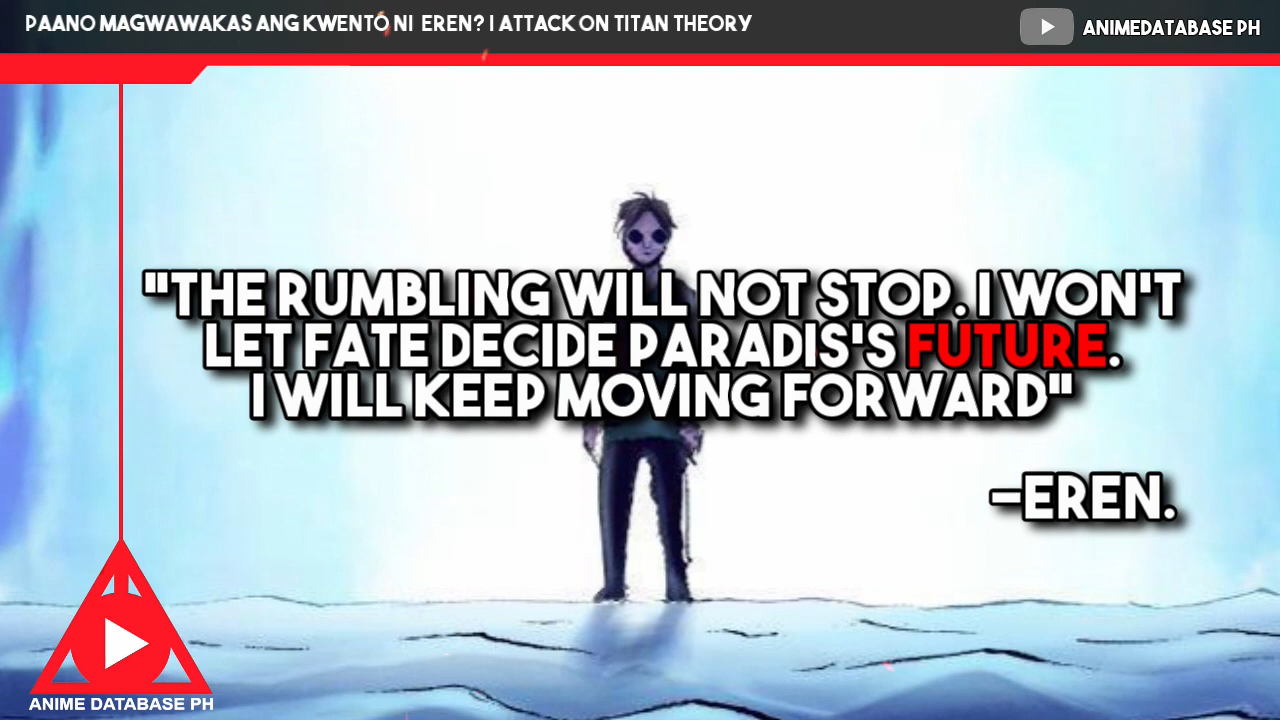 PAANO MAGWAWAKAS ANG KWENTO NI EREN? | ATTACK ON TITAN THEORY
ANIMEDATABASE PH
"THE RUMBLING WILL NOT STOP. I WON'T
LET FATE DECIDE PARADIS'S FUTURE.
I WILL KEEP MOVING FORWARD"
-EREN.
ANIME DATABASE PH